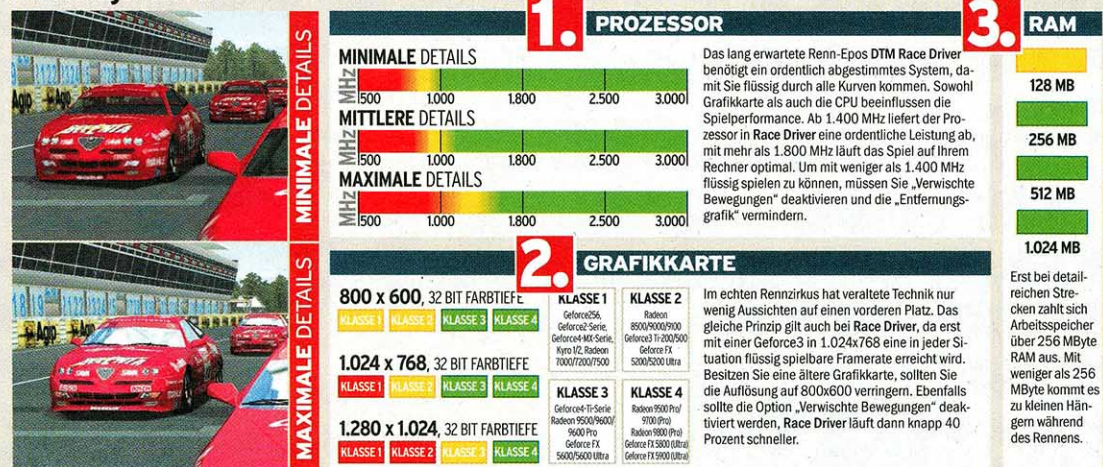 MINIMALE DETAILS
MAXIMALE DETAILS
1. PROZESSOR
MINIMALE DETAILS
MHz
500 1.000 1.800 2.500 3.000
MITTLERE DETAILS
MHz
500 1.000 1.800 2.500 3.000
MAXIMALE DETAILS
MHz
500 1.000 1.800 2.500 3.000
Das lang erwartete Renn-Epos DTM Race Driver
benötigt ein ordentlich abgestimmtes System, da-
mit Sie flüssig durch alle Kurven kommen. Sowohl
Grafikkarte als auch die CPU beeinflussen die
Spielperformance. Ab 1.400 MHz liefert der Pro-
zessor in Race Driver eine ordentliche Leistung ab,
mit mehr als 1.800 MHz läuft das Spiel auf Ihrem
Rechner optimal. Um mit weniger als 1.400 MHz
flüssig spielen zu können, müssen Sie „Verwischte
Bewegungen“ deaktivieren und die „Entfernungs-
grafik“ vermindern.
2. GRAFIKKARTE
800 x 600, 32 BIT FARBTIEFE
KLASSE 1 KLASSE 2 KLASSE 3 KLASSE 4
1.024 x 768, 32 BIT FARBTIEFE
KLASSE 1 KLASSE 2 KLASSE 3 KLASSE 4
1.280 x 1.024, 32 BIT FARBTIEFE
KLASSE 1 KLASSE 2 KLASSE 3 KLASSE 4
KLASSE 1
Geforce256,
Geforce2-Serie,
Geforce4-MX-Serie,
Kyro 1/2, Radeon
7000/7200/7500
KLASSE 2
Radeon
8500/9000/9100
Geforce3 Ti-200/500
Geforce FX
5200/5200 Ultra
KLASSE 3
Geforce4-Ti-Serie
Radeon 9500/9600/
9600 Pro
Geforce FX
5600/5600 Ultra
KLASSE 4
Radeon 9500 Pro/
9700 (Pro)
Radeon 9800 (Pro)
Geforce FX 5800 (Ultra)
Geforce FX 5900 (Ultra)
Im echten Rennzirkus hat veraltete Technik nur
wenig Aussichten auf einen vorderen Platz. Das
gleiche Prinzip gilt auch bei Race Driver, da erst
mit einer Geforce3 in 1.024x768 eine in jeder Si-
tuation flüssig spielbare Framerate erreicht wird.
Besitzen Sie eine ältere Grafikkarte, sollten Sie
die Auflösung auf 800x600 verringern. Ebenfalls
sollte die Option „Verwischte Bewegungen“ deak-
tiviert werden, Race Driver läuft dann knapp 40
Prozent schneller.
3. RAM
128 MB
256 MB
512 MB
1.024 MB
Erst bei detail-
reichen Stre-
cken zahlt sich
Arbeitsspeicher
über 256 MByte
RAM aus. Mit
weniger als 256
MByte kommt es
zu kleinen Hän-
gern während
des Rennens.